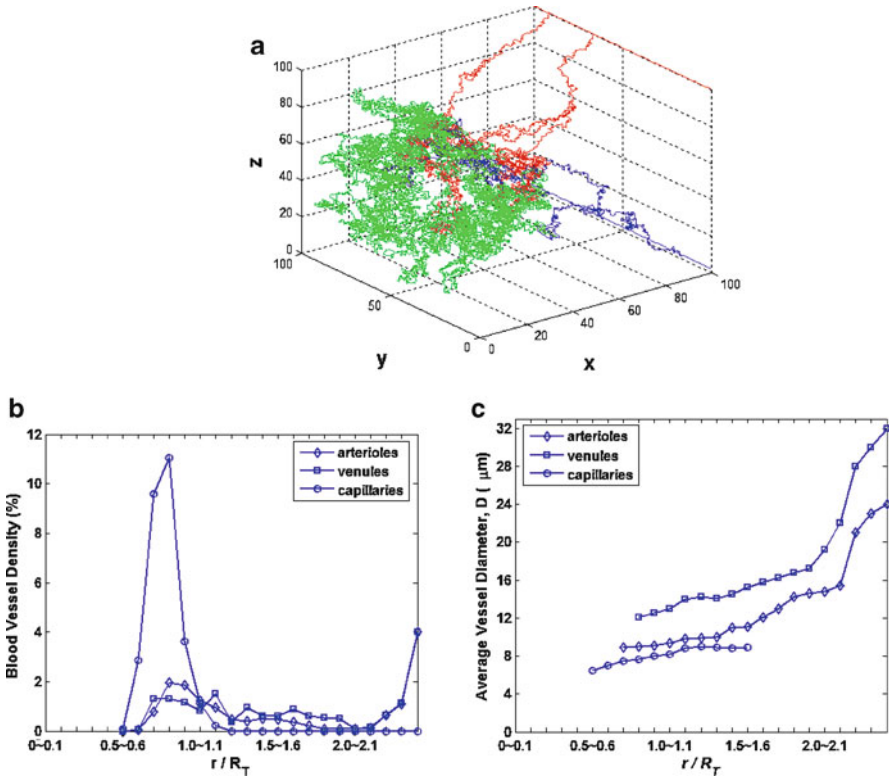 a
100
80
60
z
40
20
0
100
50
y
0
0
20
40
60
80
100
x
b
12
10
8
6
4
2
0
Blood Vessel Density (%)
arterioles
venules
capillaries
0~0.1
0.5~0.6
1.0~1.1
1.5~1.6
2.0~2.1
r / R_T
c
32
28
24
20
16
12
8
4
0
Average Vessel Diameter, D ( μm)
arterioles
venules
capillaries
0~0.1
0.5~0.6
1.0~1.1
1.5~1.6
2.0~2.1
r / R_T